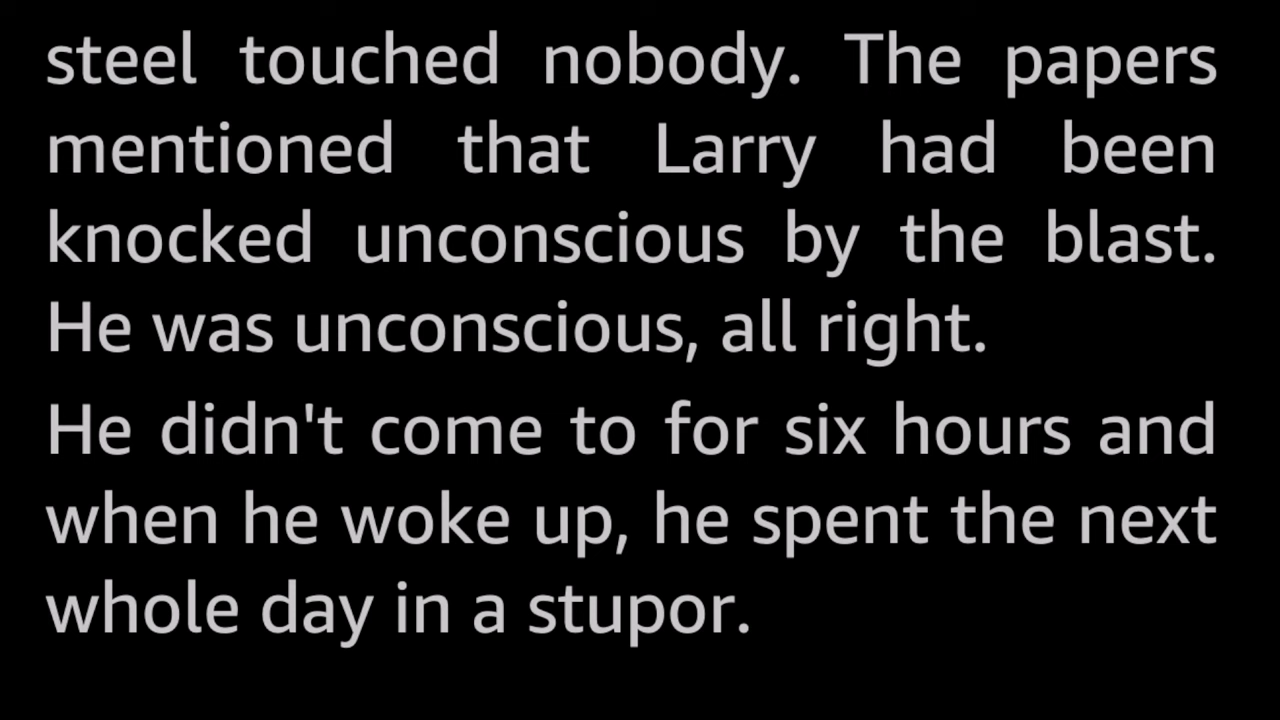 steel touched nobody. The papers
mentioned that Larry had been
knocked unconscious by the blast.
He was unconscious, all right.
He didn't come to for six hours and
when he woke up, he spent the next
whole day in a stupor.